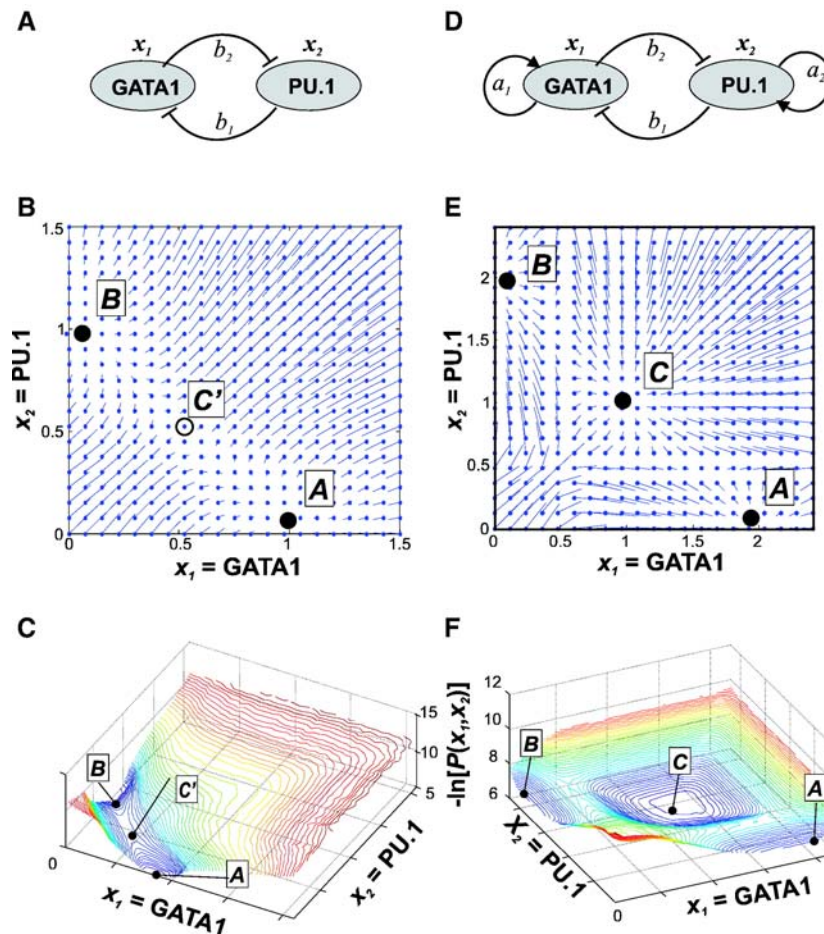 A
x1
b2
x2
GATA1
PU.1
b1
D
x1
b2
x2
a1
GATA1
PU.1
a2
b1
B
1.5
B
1
x2 = PU.1
C'
0.5
A
0
0
0.5
1
1.5
x1 = GATA1
E
2
B
1.5
x2 = PU.1
C
1
0.5
A
0
0
0.5
1
1.5
2
x1 = GATA1
C
B
C'
A
0
x1 = GATA1
x2 = PU.1
15
10
5
-ln[P(x1,x2)]
F
12
10
8
6
B
C
A
X2 = PU.1
0
x1 = GATA1